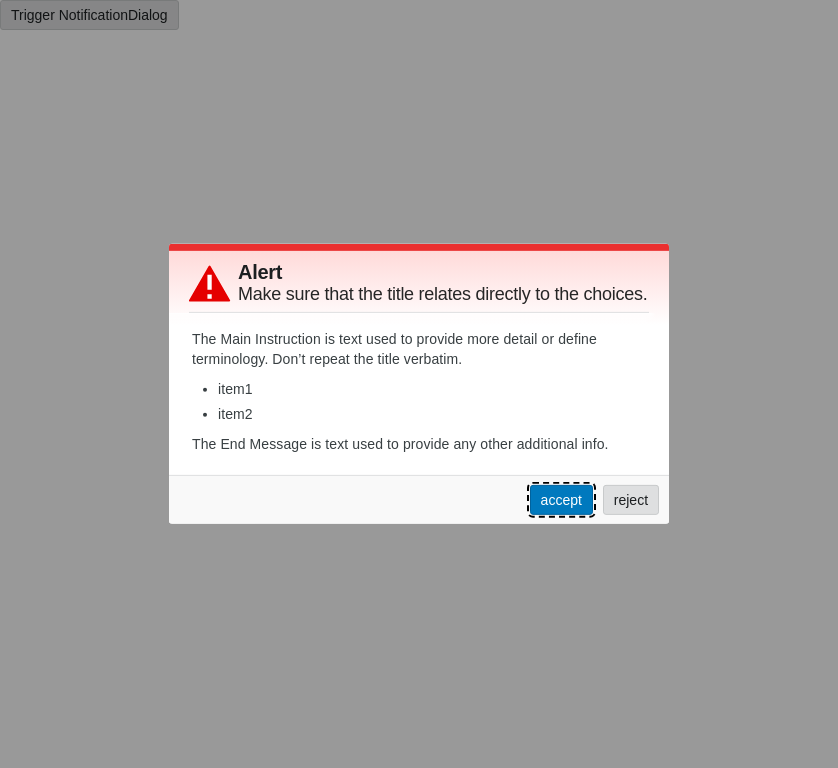 Trigger NotificationDialog
Alert
Make sure that the title relates directly to the choices.
The Main Instruction is text used to provide more detail or define
terminology. Don’t repeat the title verbatim.
• item1
• item2
The End Message is text used to provide any other additional info.
accept reject